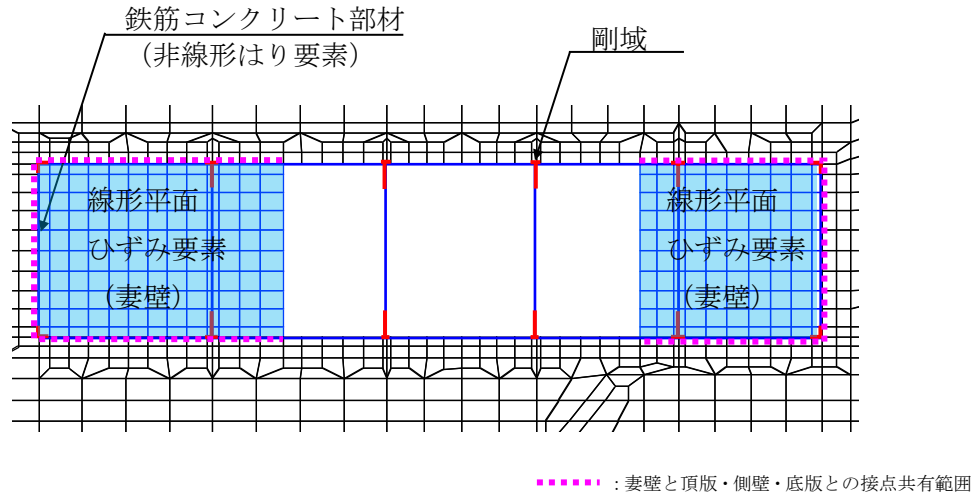 鉄筋コンクリート部材
(非線形はり要素)
剛域
線形平面
ひずみ要素
(妻壁)
線形平面
ひずみ要素
(妻壁)
:妻壁と頂版・側壁・底版との接点共有範囲